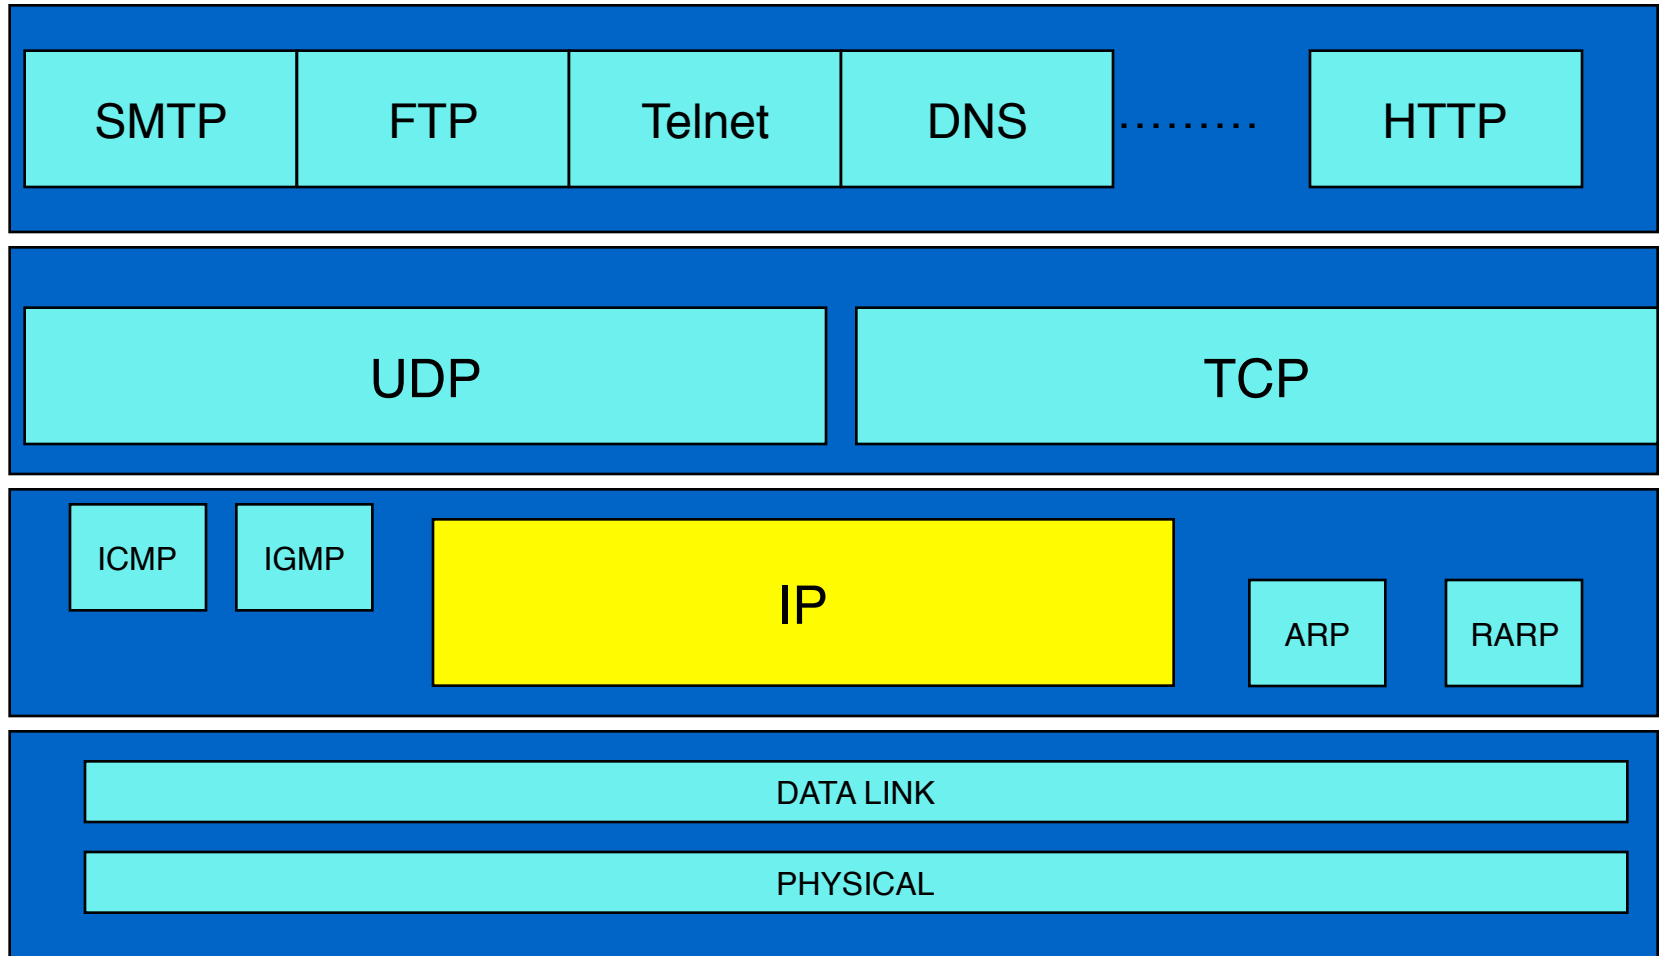 SMTP FTP Telnet DNS ......... HTTP
UDP TCP
ICMP IGMP IP ARP RARP
DATA LINK
PHYSICAL